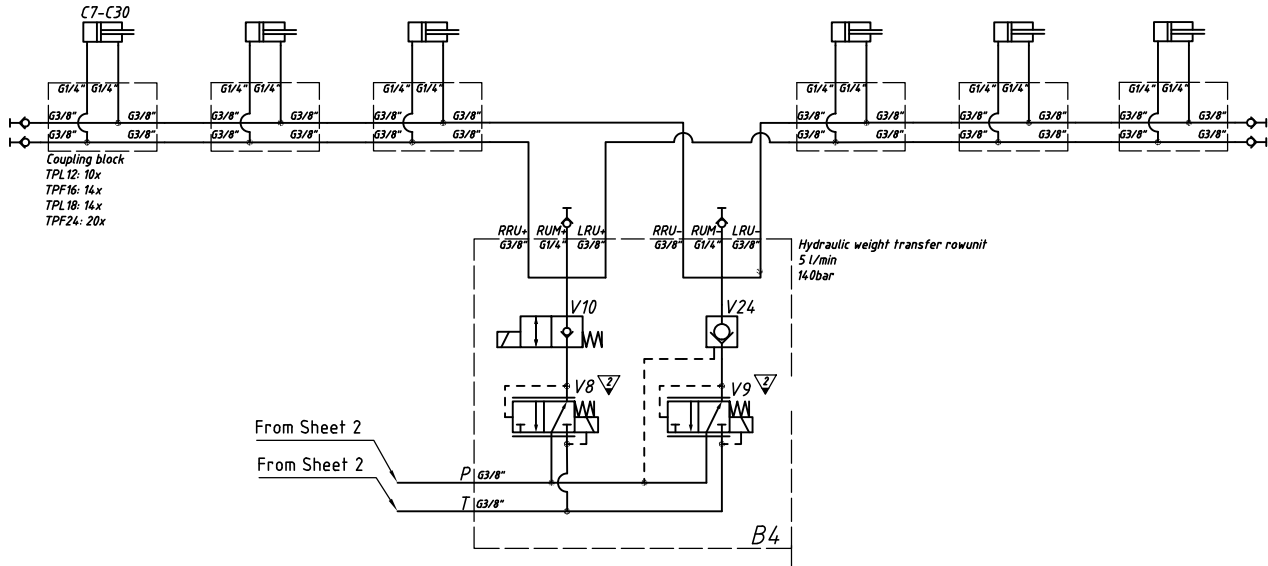 C7-C30
G1/4" G1/4" G1/4" G1/4" G1/4" G1/4" G1/4" G1/4" G1/4" G1/4" G1/4" G1/4"
G3/8" G3/8" G3/8" G3/8" G3/8" G3/8" G3/8" G3/8" G3/8" G3/8" G3/8" G3/8"
G3/8" G3/8" G3/8" G3/8" G3/8" G3/8" G3/8" G3/8" G3/8" G3/8" G3/8" G3/8"
Coupling block
TPL12: 10x
TPF16: 14x
TPL18: 14x
TPF24: 20x
RRU+ RUM+ LRU+ RRU- RUM- LRU-
G3/8" G1/4" G3/8" G3/8" G1/4" G3/8"
Hydraulic weight transfer rowunit
5 l/min
140bar
V10 V24
V8 2 V9 2
From Sheet 2
From Sheet 2
P G3/8"
T G3/8"
B4